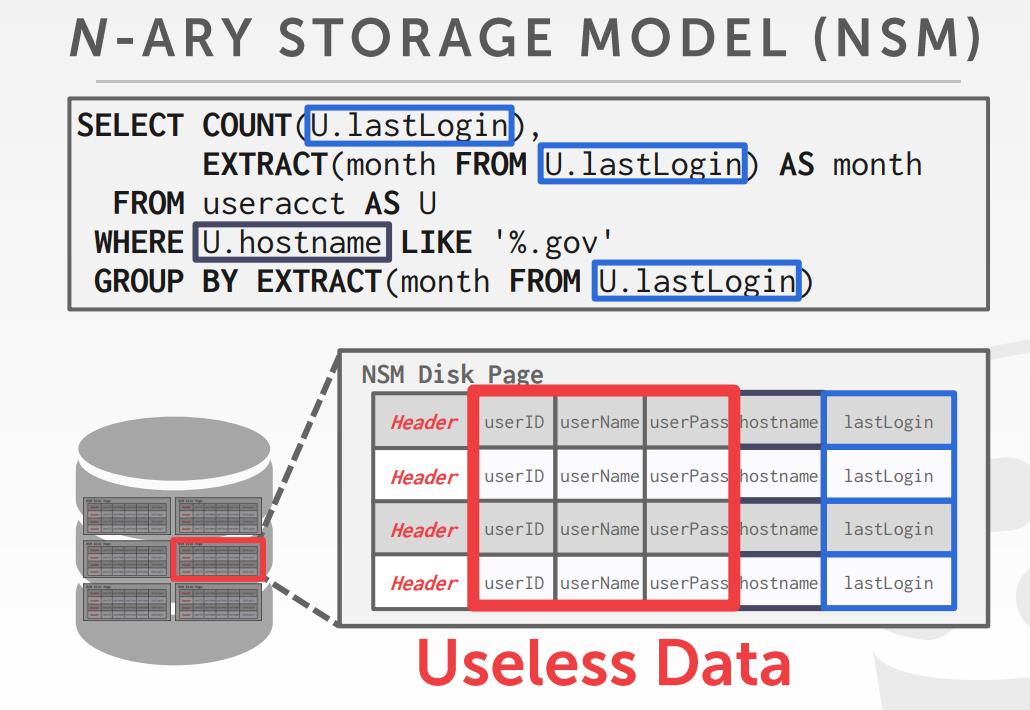 N-ARY STORAGE MODEL (NSM)
SELECT COUNT(U.lastLogin),
EXTRACT(month FROM U.lastLogin) AS month
FROM useracct AS U
WHERE U.hostname LIKE '%.gov'
GROUP BY EXTRACT(month FROM U.lastLogin)
NSM Disk Page
Header userID userName userPass hostname lastLogin
Header userID userName userPass hostname lastLogin
Header userID userName userPass hostname lastLogin
Header userID userName userPass hostname lastLogin
Useless Data